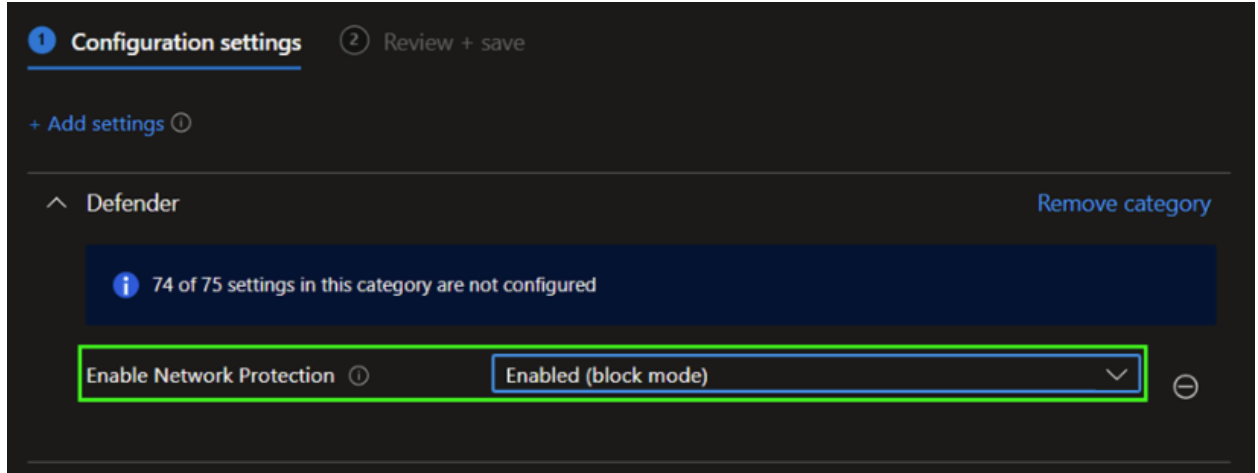 1 Configuration settings 2 Review + save
+ Add settings
Defender Remove category
74 of 75 settings in this category are not configured
Enable Network Protection Enabled (block mode)